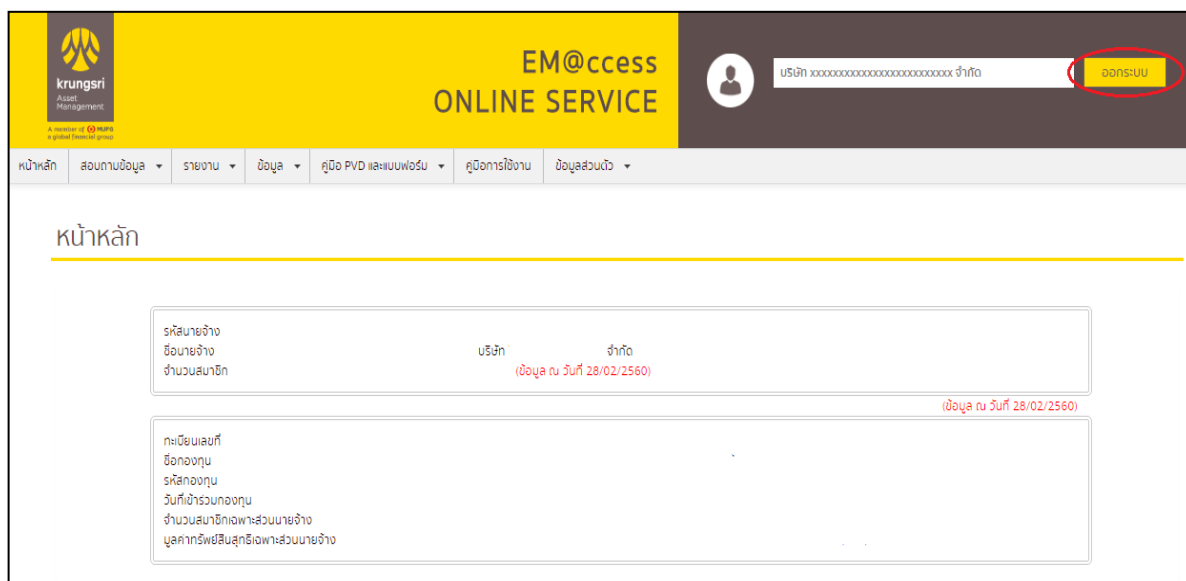 krungsri
Asset
Management
A member of MUFG
a global financial group
EM@ccess
ONLINE SERVICE
บริษัท xxxxxxxxxxxxxxxxxxxxxxxxxx จำกัด
ออกระบบ
หน้าหลัก สอบถามข้อมูล รายงาน ข้อมูล คู่มือ PVD และแบบฟอร์ม คู่มือการใช้งาน ข้อมูลส่วนตัว
หน้าหลัก
รหัสนายจ้าง
ชื่อนายจ้าง บริษัท จำกัด
จำนวนสมาชิก (ข้อมูล ณ วันที่ 28/02/2560)
(ข้อมูล ณ วันที่ 28/02/2560)
ทะเบียนเลขที่
ชื่อกองทุน
รหัสกองทุน
วันที่เข้าร่วมกองทุน
จำนวนสมาชิกเฉพาะส่วนนายจ้าง
มูลค่าทรัพย์สินสุทธิเฉพาะส่วนนายจ้าง